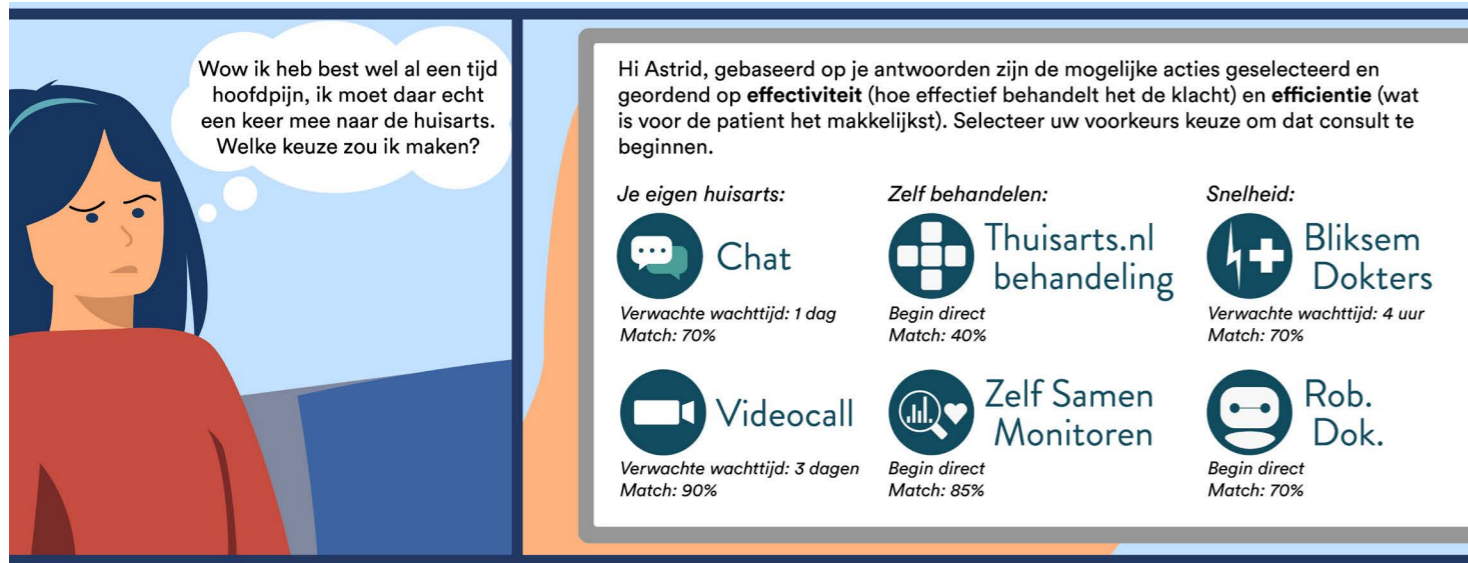 Wow ik heb best wel al een tijd
hoofdpijn, ik moet daar echt
een keer mee naar de huisarts.
Welke keuze zou ik maken?
Hi Astrid, gebaseerd op je antwoorden zijn de mogelijke acties geselecteerd en
geordend op effectiviteit (hoe effectief behandelt het de klacht) en efficientie (wat
is voor de patient het makkelijkst). Selecteer uw voorkeurs keuze om dat consult te
beginnen.
Je eigen huisarts:
Chat
Verwachte wachttijd: 1 dag
Match: 70%
Videocall
Verwachte wachttijd: 3 dagen
Match: 90%
Zelf behandelen:
Thuisarts.nl
behandeling
Begin direct
Match: 40%
Zelf Samen
Monitoren
Begin direct
Match: 85%
Snelheid:
Bliksem
Dokters
Verwachte wachttijd: 4 uur
Match: 70%
Rob.
Dok.
Begin direct
Match: 70%